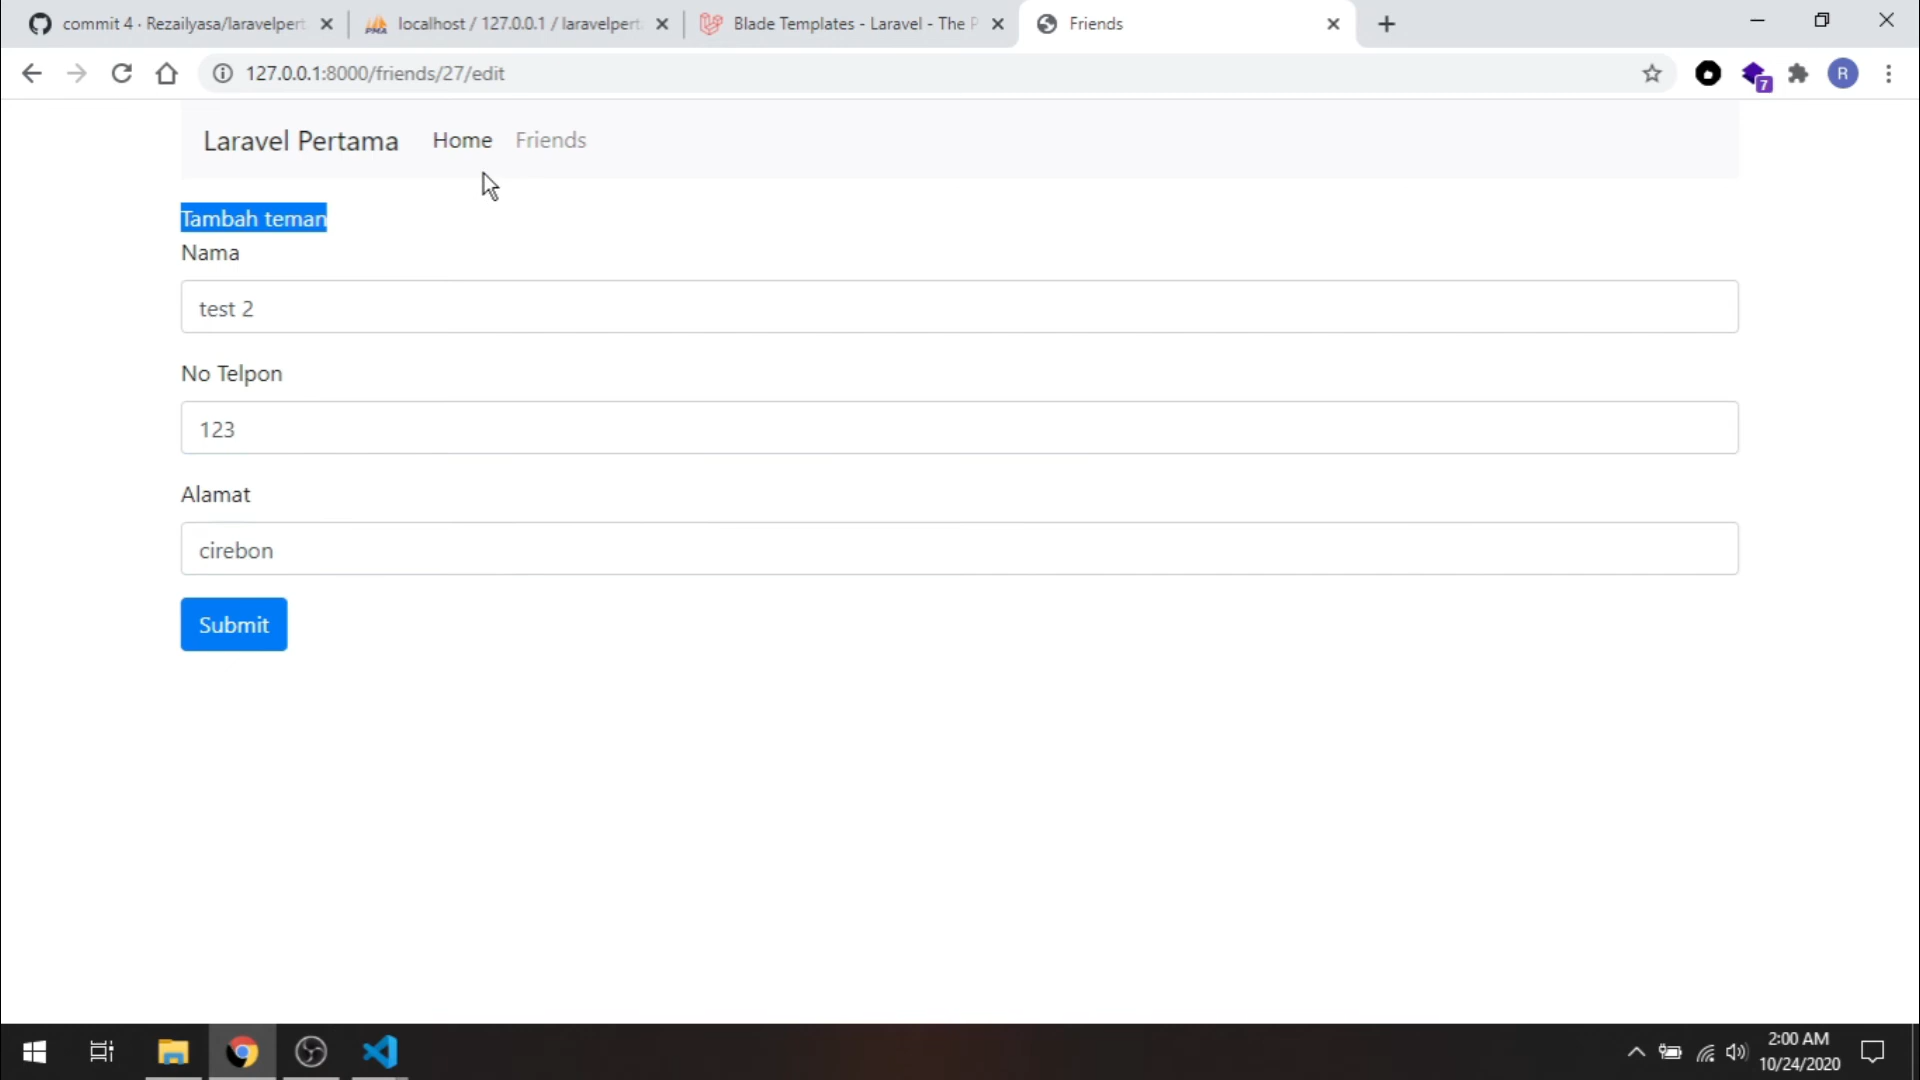 commit 4 · Rezailyasa/laravelpert
localhost / 127.0.0.1 / laravelpert
Blade Templates - Laravel - The P
Friends
127.0.0.1:8000/friends/27/edit
7
R
Laravel Pertama
Home
Friends
Tambah teman
Nama
test 2
No Telpon
123
Alamat
cirebon
Submit
2:00 AM
10/24/2020